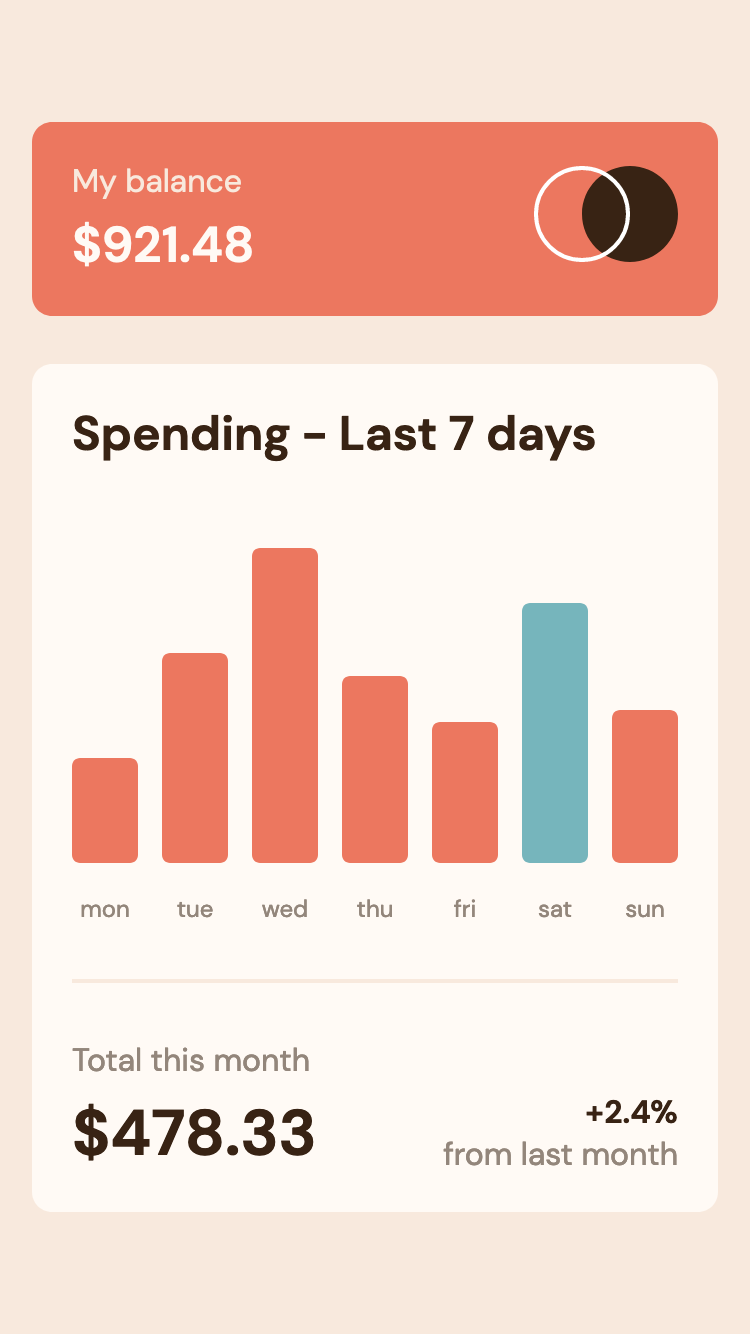 My balance
$921.48
Spending - Last 7 days
mon tue wed thu fri sat sun
Total this month
$478.33
+2.4%
from last month